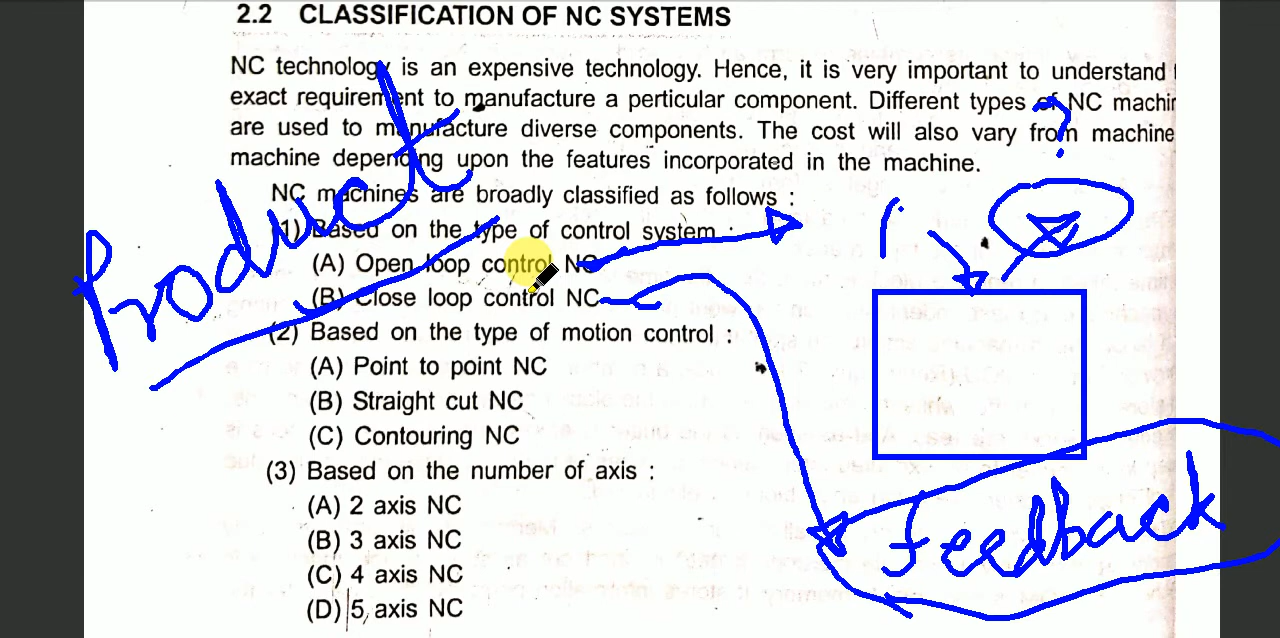 2.2 CLASSIFICATION OF NC SYSTEMS
NC technology is an expensive technology. Hence, it is very important to understand
exact requirement to manufacture a perticular component. Different types of NC machin
are used to manufacture diverse components. The cost will also vary from machine
machine depending upon the features incorporated in the machine.
NC machines are broadly classified as follows :
(1) Based on the type of control system :
(A) Open loop control NC
(B) Close loop control NC
(2) Based on the type of motion control :
(A) Point to point NC
(B) Straight cut NC
(C) Contouring NC
(3) Based on the number of axis :
(A) 2 axis NC
(B) 3 axis NC
(C) 4 axis NC
(D) 5 axis NC
Product
?
feedback